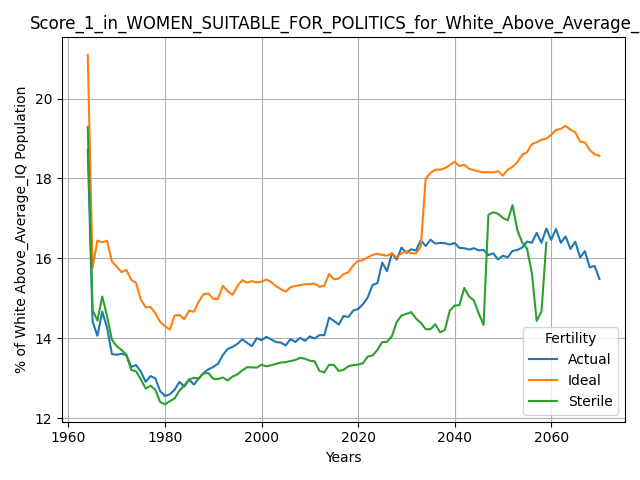 Score_1_in_WOMEN_SUITABLE_FOR_POLITICS_for_White_Above_Average_
% of White Above_Average_IQ Population
20
18
16
14
12
1960
1980
2000
2020
2040
2060
Years
Fertility
Actual
Ideal
Sterile